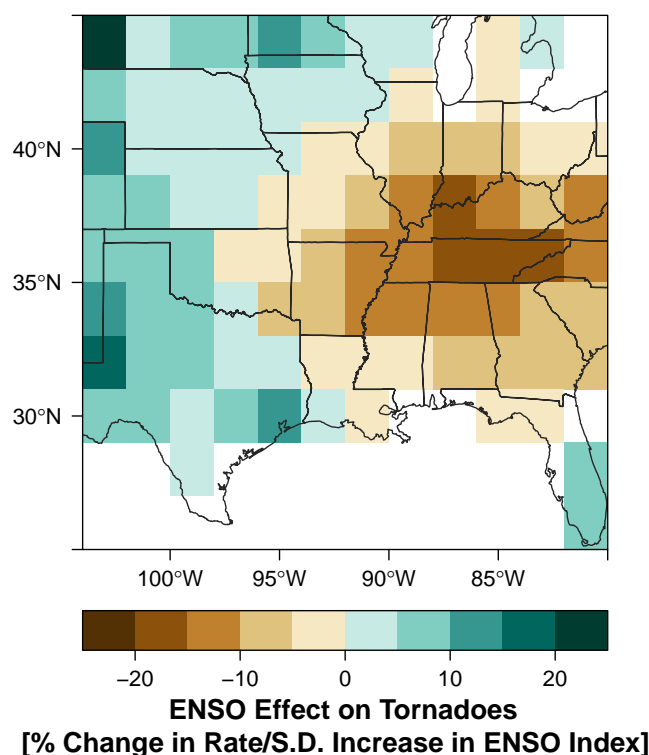 40°N
35°N
30°N
100°W 95°W 90°W 85°W
−20 −10 0 10 20
ENSO Effect on Tornadoes
[% Change in Rate/S.D. Increase in ENSO Index]